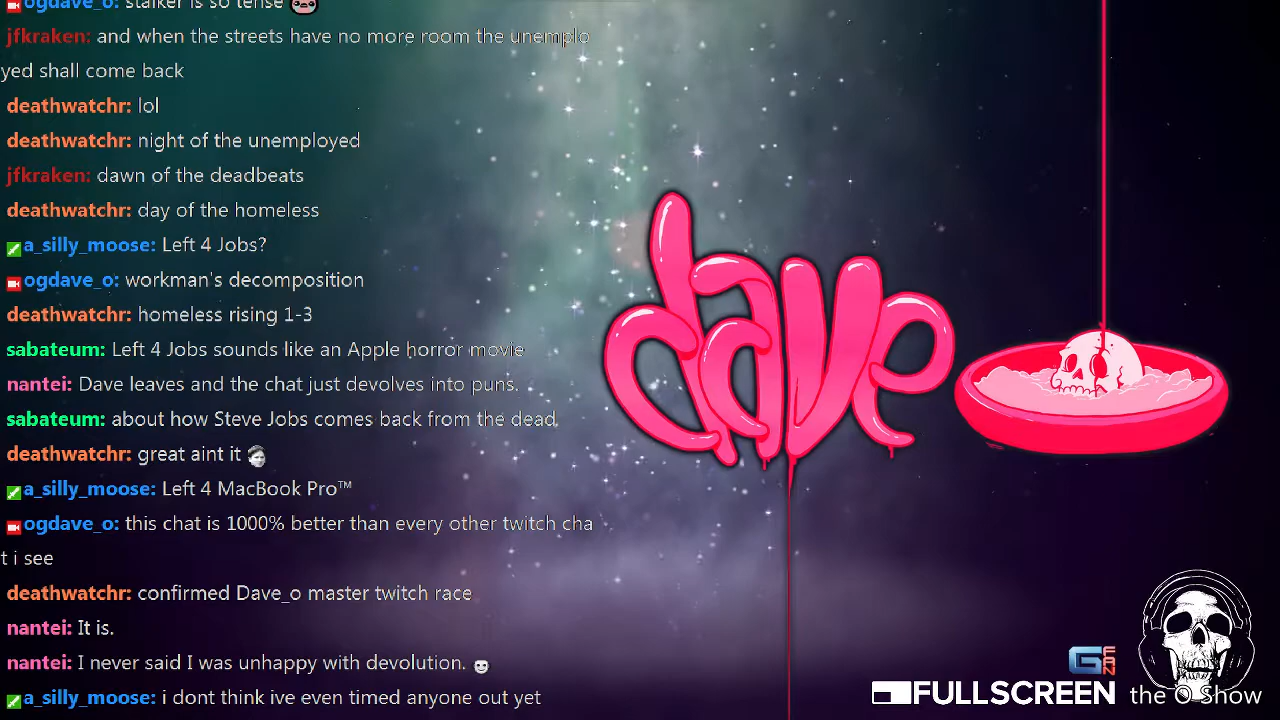 ogdave_o: stalker is so tense
jfkraken: and when the streets have no more room the unemplo
yed shall come back
deathwatchr: lol
deathwatchr: night of the unemployed
jfkraken: dawn of the deadbeats
deathwatchr: day of the homeless
a_silly_moose: Left 4 Jobs?
ogdave_o: workman's decomposition
deathwatchr: homeless rising 1-3
sabateum: Left 4 Jobs sounds like an Apple horror movie
nantei: Dave leaves and the chat just devolves into puns.
sabateum: about how Steve Jobs comes back from the dead.
deathwatchr: great aint it
a_silly_moose: Left 4 MacBook Pro™
ogdave_o: this chat is 1000% better than every other twitch cha
t i see
deathwatchr: confirmed Dave_o master twitch race
nantei: It is.
nantei: I never said I was unhappy with devolution.
a_silly_moose: i dont think ive even timed anyone out yet
dave
G FAN
FULLSCREEN
the O Show